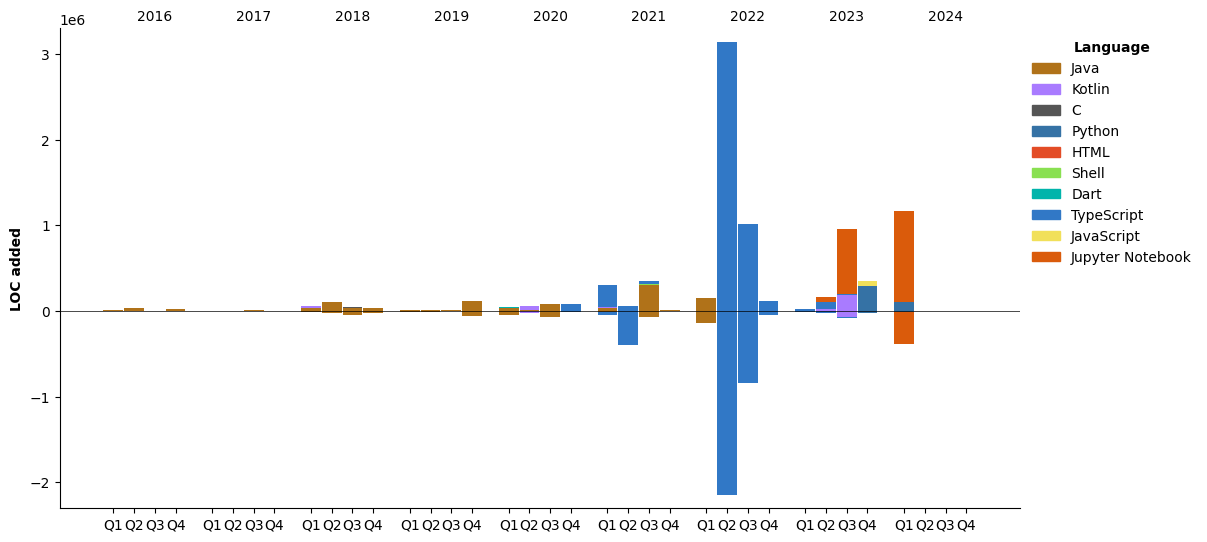 2016 2017 2018 2019 2020 2021 2022 2023 2024
1e6
3
2
1
0
−1
−2
LOC added
Q1 Q2 Q3 Q4 Q1 Q2 Q3 Q4 Q1 Q2 Q3 Q4 Q1 Q2 Q3 Q4 Q1 Q2 Q3 Q4 Q1 Q2 Q3 Q4 Q1 Q2 Q3 Q4 Q1 Q2 Q3 Q4 Q1 Q2 Q3 Q4
Language
Java
Kotlin
C
Python
HTML
Shell
Dart
TypeScript
JavaScript
Jupyter Notebook